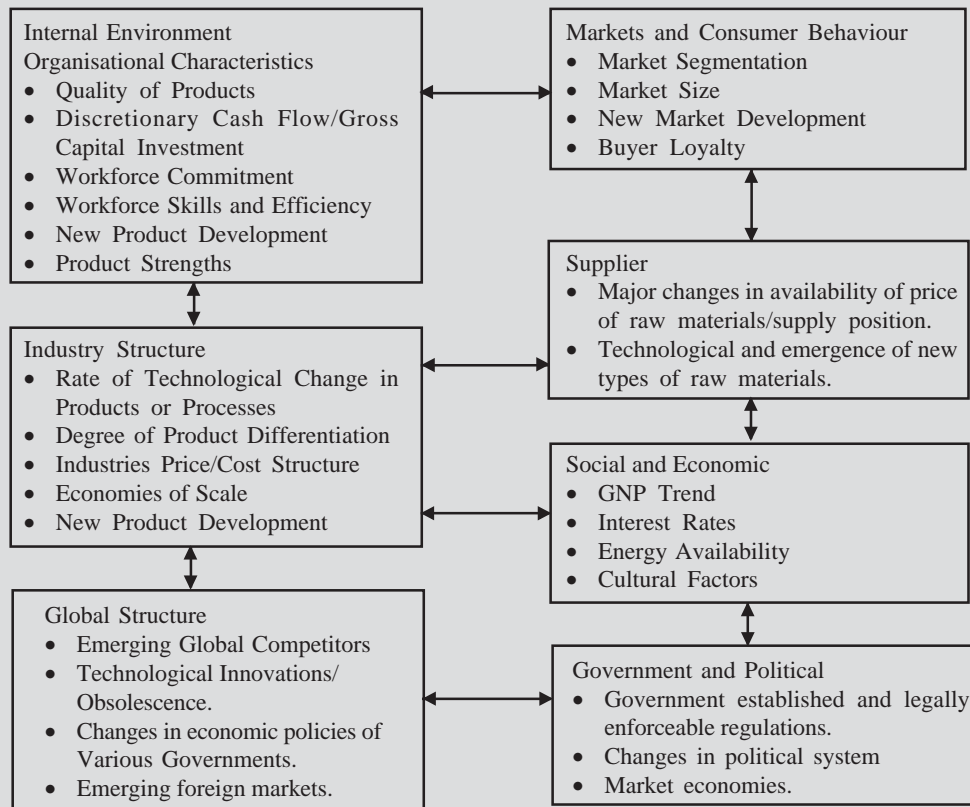 Internal Environment
Organisational Characteristics
• Quality of Products
• Discretionary Cash Flow/Gross
Capital Investment
• Workforce Commitment
• Workforce Skills and Efficiency
• New Product Development
• Product Strengths
Markets and Consumer Behaviour
• Market Segmentation
• Market Size
• New Market Development
• Buyer Loyalty
Supplier
• Major changes in availability of price
of raw materials/supply position.
• Technological and emergence of new
types of raw materials.
Industry Structure
• Rate of Technological Change in
Products or Processes
• Degree of Product Differentiation
• Industries Price/Cost Structure
• Economies of Scale
• New Product Development
Social and Economic
• GNP Trend
• Interest Rates
• Energy Availability
• Cultural Factors
Global Structure
• Emerging Global Competitors
• Technological Innovations/
Obsolescence.
• Changes in economic policies of
Various Governments.
• Emerging foreign markets.
Government and Political
• Government established and legally
enforceable regulations.
• Changes in political system
• Market economies.